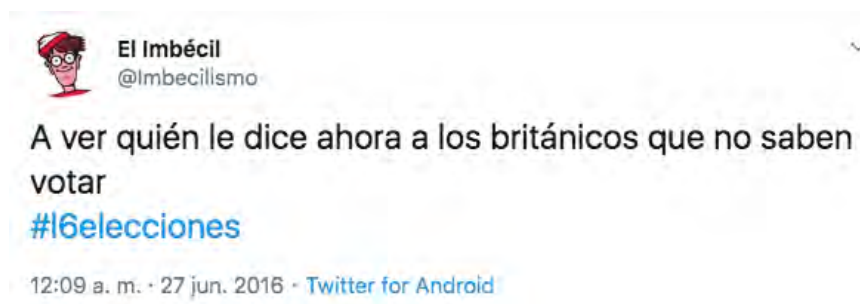 El Imbécil
@Imbecilismo
A ver quién le dice ahora a los británicos que no saben
votar
#l6elecciones
12:09 a. m. · 27 jun. 2016 · Twitter for Android